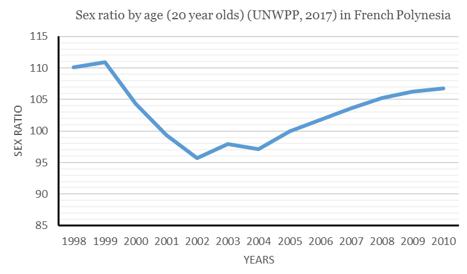 Sex ratio by age (20 year olds) (UNWPP, 2017) in French Polynesia
115
110
105
100
95
90
85
SEX RATIO
1998 1999 2000 2001 2002 2003 2004 2005 2006 2007 2008 2009 2010
YEARS